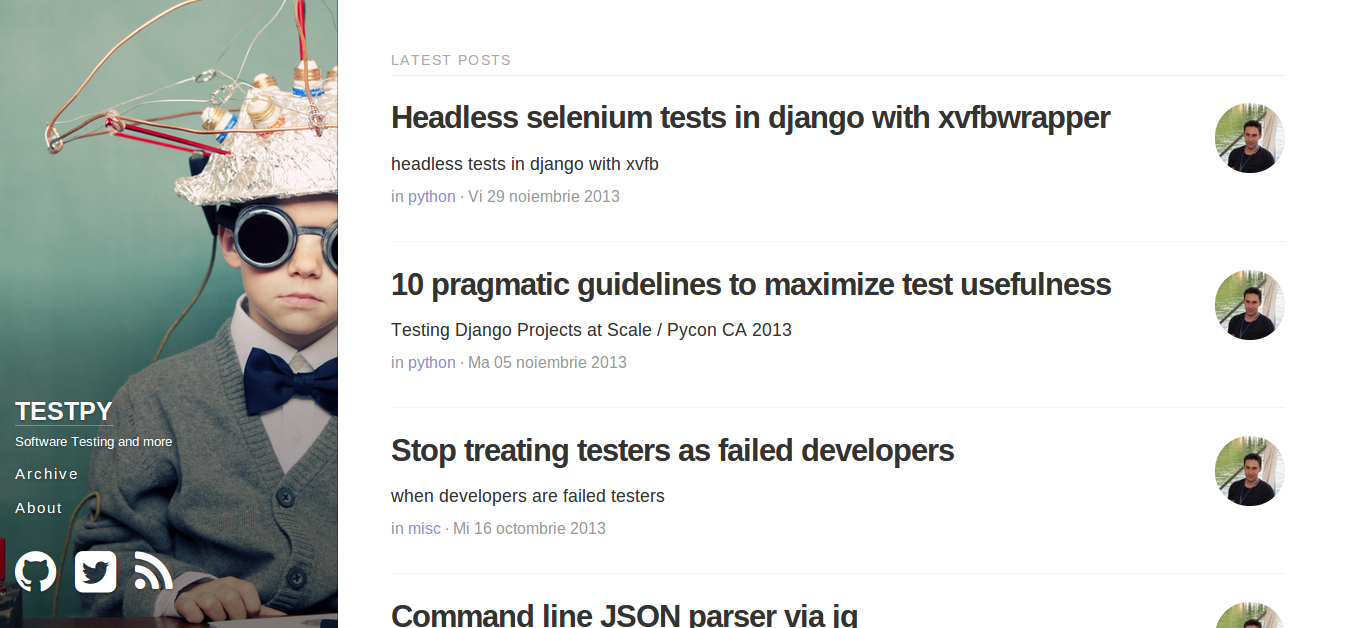 TESTPY
Software Testing and more
Archive
About
LATEST POSTS
Headless selenium tests in django with xvfbwrapper
headless tests in django with xvfb
in python · Vi 29 noiembrie 2013
10 pragmatic guidelines to maximize test usefulness
Testing Django Projects at Scale / Pycon CA 2013
in python · Ma 05 noiembrie 2013
Stop treating testers as failed developers
when developers are failed testers
in misc · Mi 16 octombrie 2013
Command line JSON parser via jq